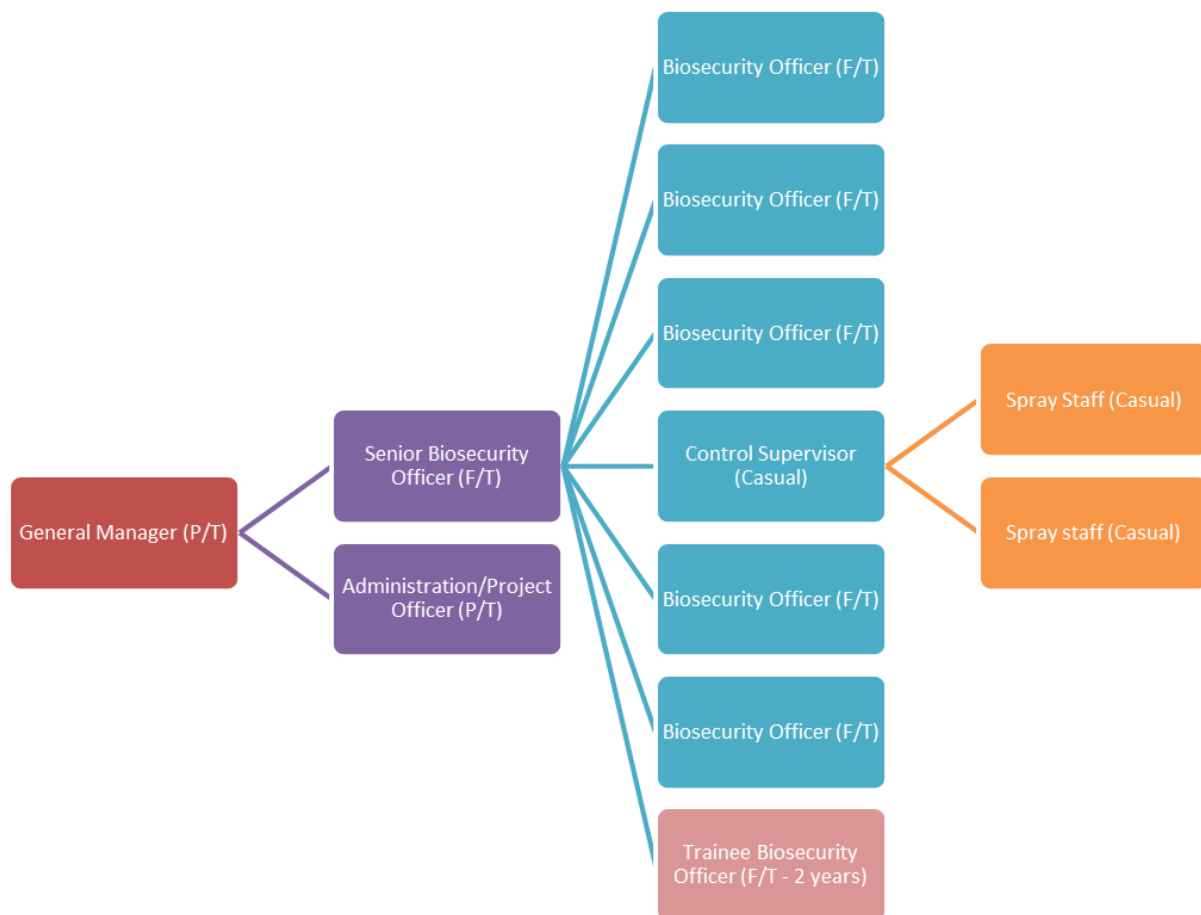 General Manager (P/T)
Senior Biosecurity
Officer (F/T)
Administration/Project
Officer (P/T)
Biosecurity Officer (F/T)
Biosecurity Officer (F/T)
Biosecurity Officer (F/T)
Control Supervisor
(Casual)
Biosecurity Officer (F/T)
Biosecurity Officer (F/T)
Trainee Biosecurity
Officer (F/T - 2 years)
Spray Staff (Casual)
Spray staff (Casual)